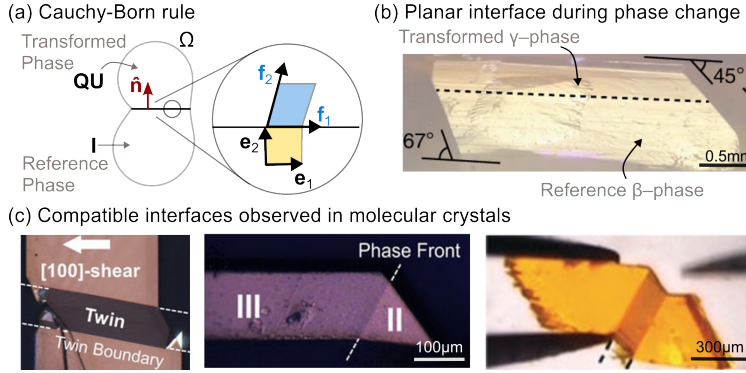 (a) Cauchy-Born rule
Transformed
Phase
Ω
QU
n̂
I
Reference
Phase
f₂
f₁
e₂
e₁
(b) Planar interface during phase change
Transformed γ–phase
45°
67°
0.5mm
Reference β–phase
(c) Compatible interfaces observed in molecular crystals
[100]-shear
Twin
Twin Boundary
Phase Front
III
II
100μm
300μm